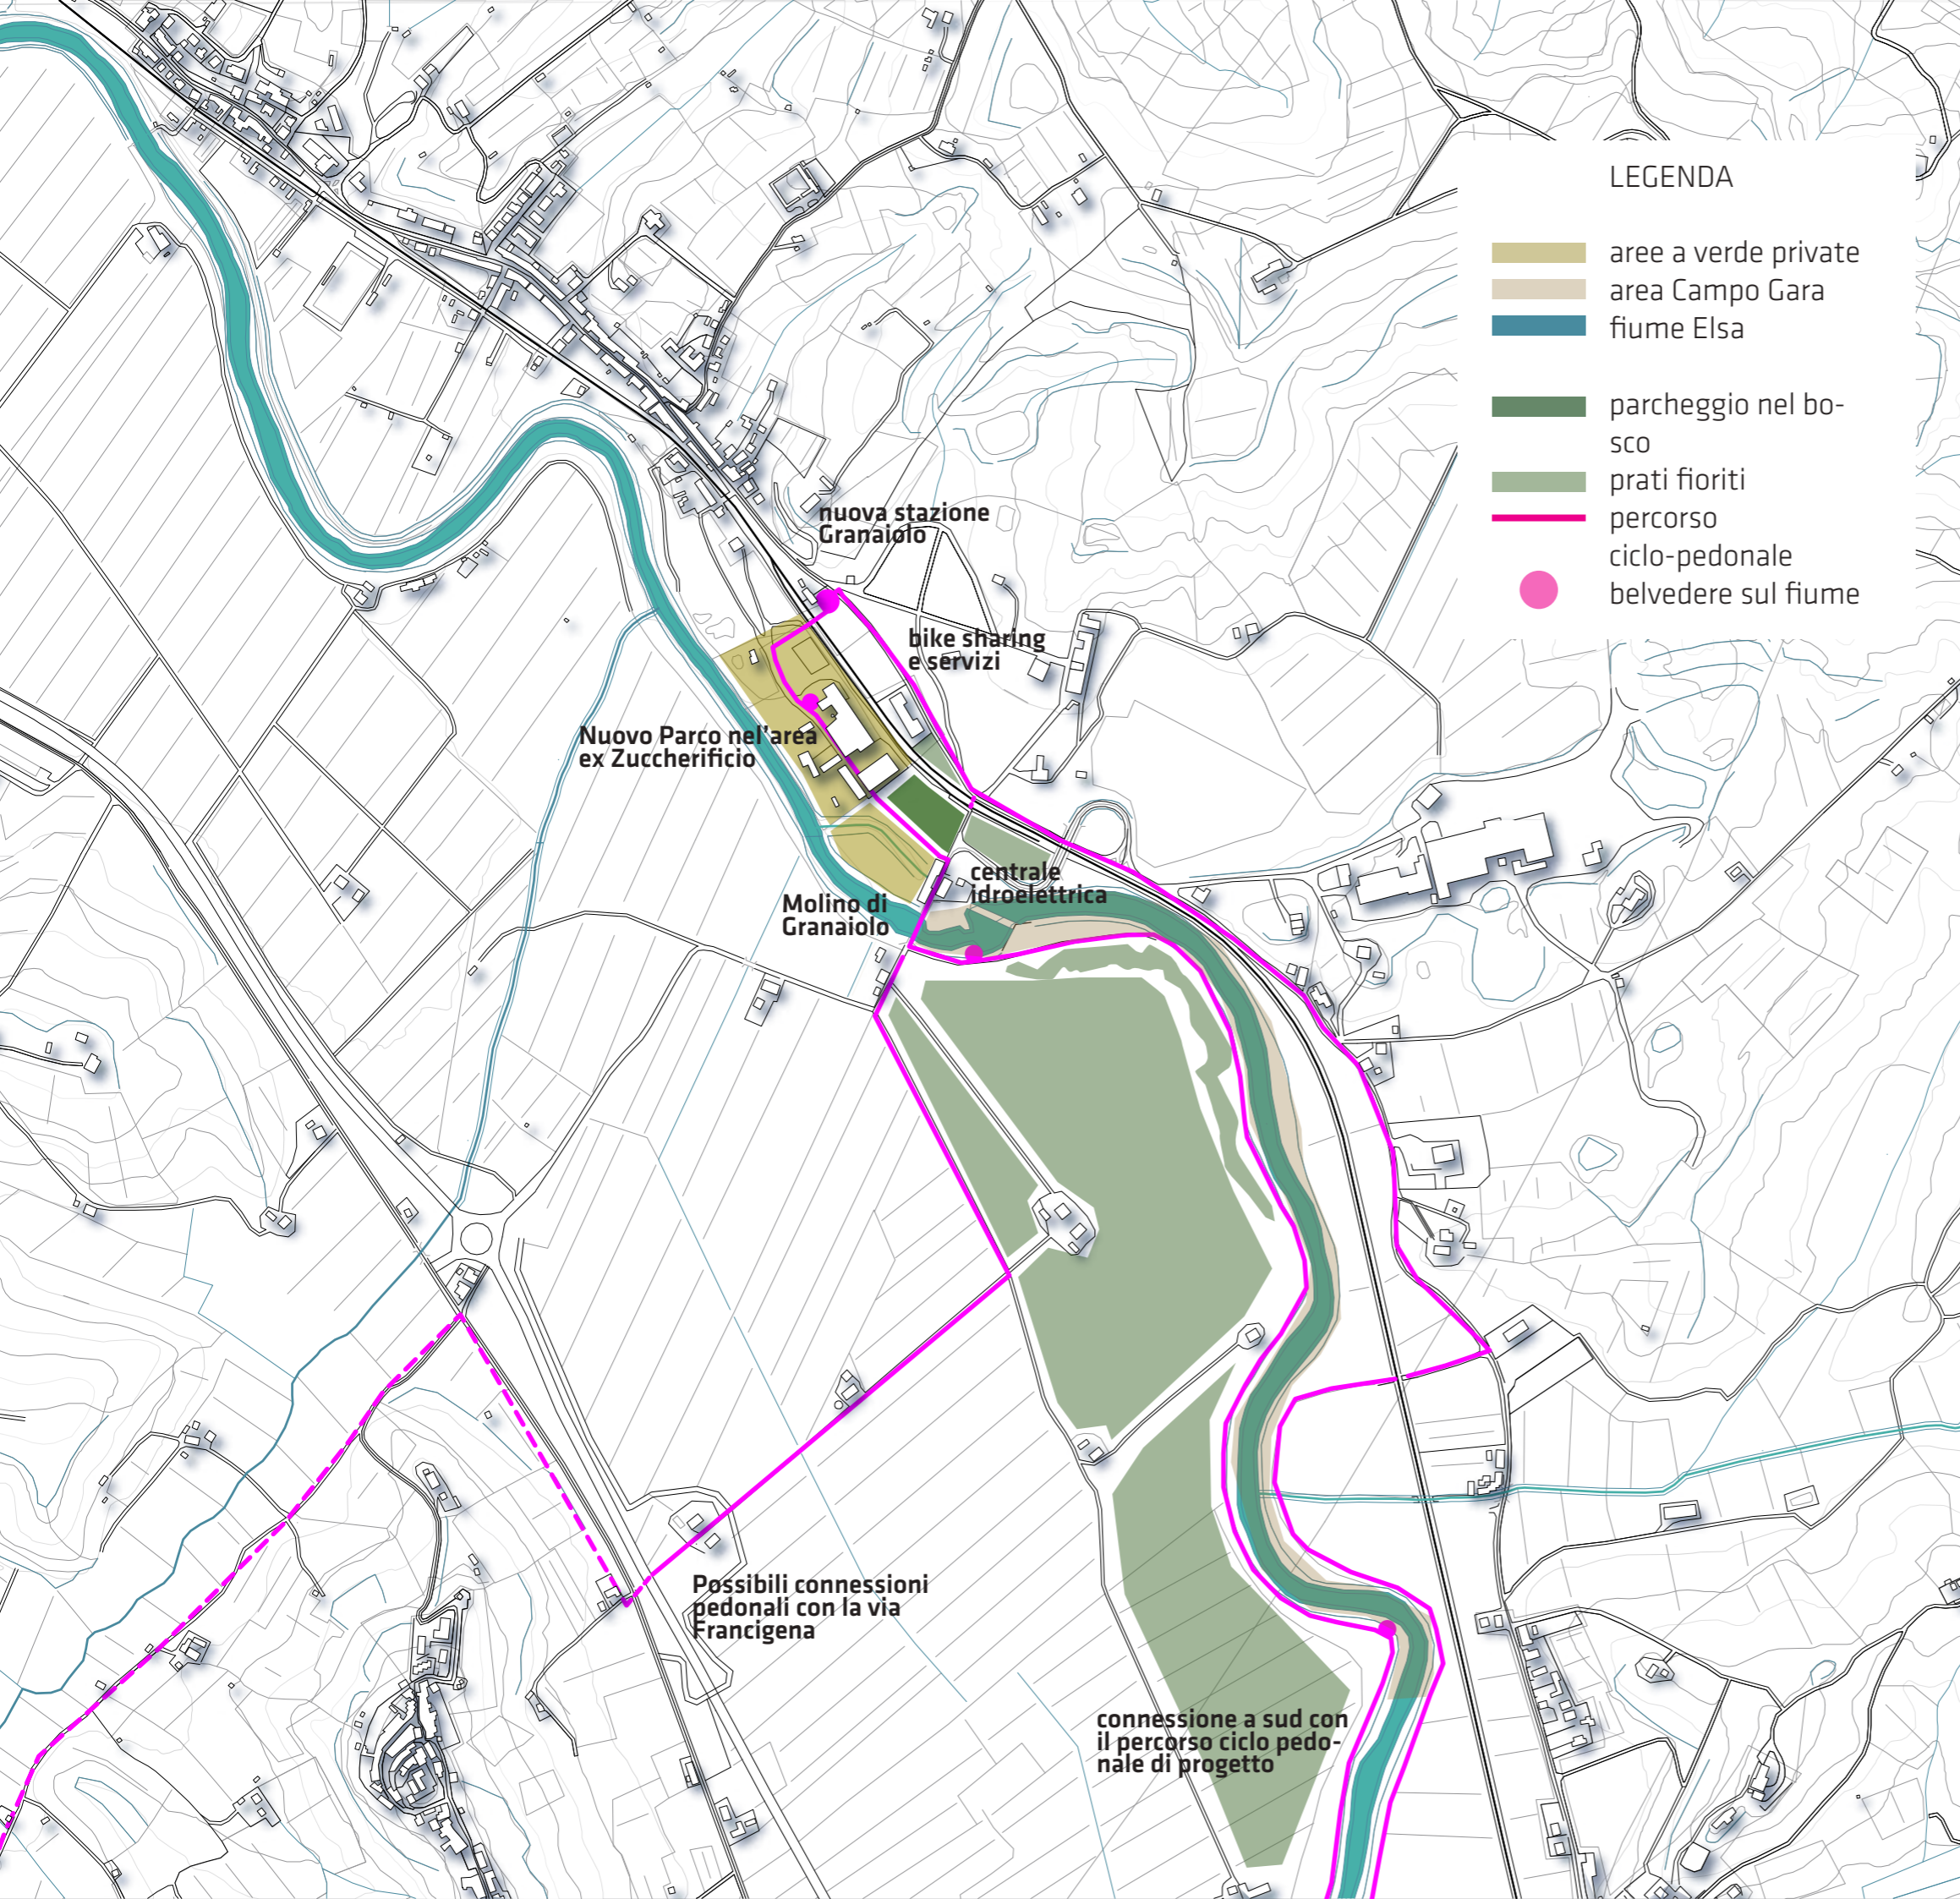 LEGENDA
aree a verde private
area Campo Gara
fiume Elsa
parcheggio nel bo-
sco
prati fioriti
percorso
ciclo-pedonale
belvedere sul fiume
nuova stazione
Granaiolo
bike sharing
e servizi
Nuovo Parco nel'area
ex Zuccherificio
centrale
idroelettrica
Molino di
Granaiolo
Possibili connessioni
pedonali con la via
Francigena
connessione a sud con
il percorso ciclo pedo-
nale di progetto